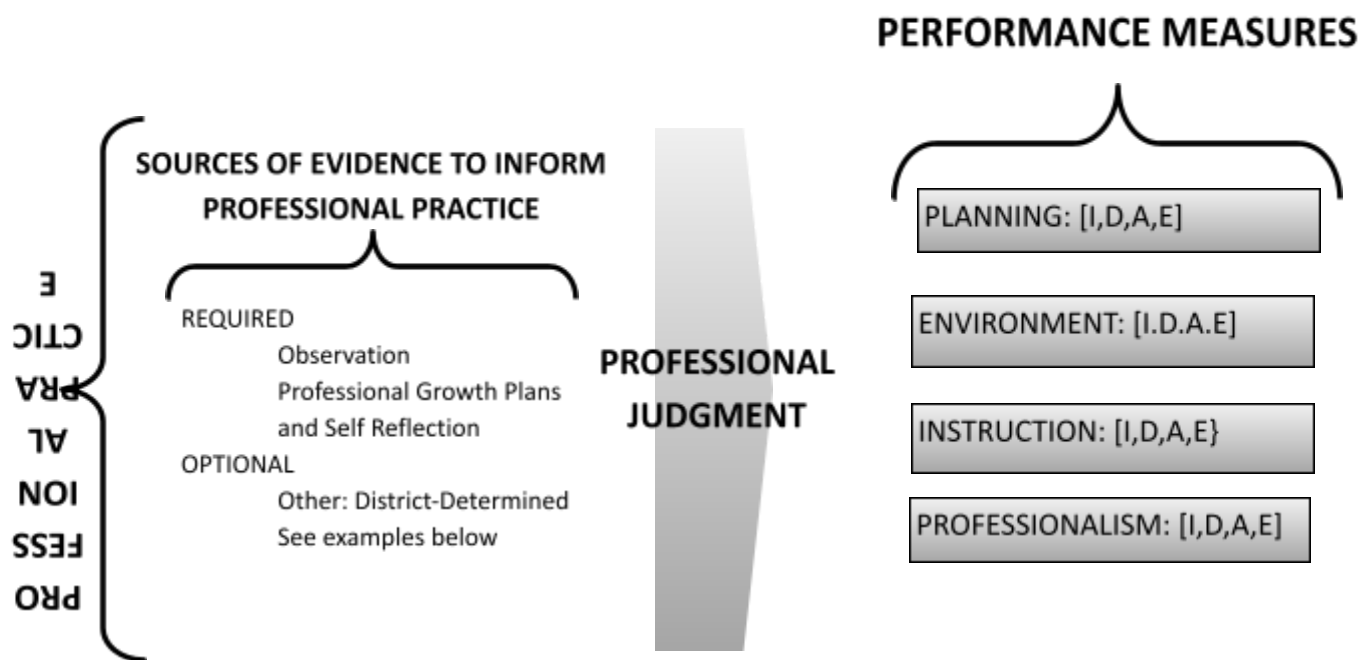 PERFORMANCE MEASURES
PRO
FESS
ION
AL
PRA
CTIC
E
SOURCES OF EVIDENCE TO INFORM
PROFESSIONAL PRACTICE
REQUIRED
Observation
Professional Growth Plans
and Self Reflection
OPTIONAL
Other: District-Determined
See examples below
PROFESSIONAL
JUDGMENT
PLANNING: [I,D,A,E]
ENVIRONMENT: [I.D.A.E]
INSTRUCTION: [I,D,A,E}
PROFESSIONALISM: [I,D,A,E]